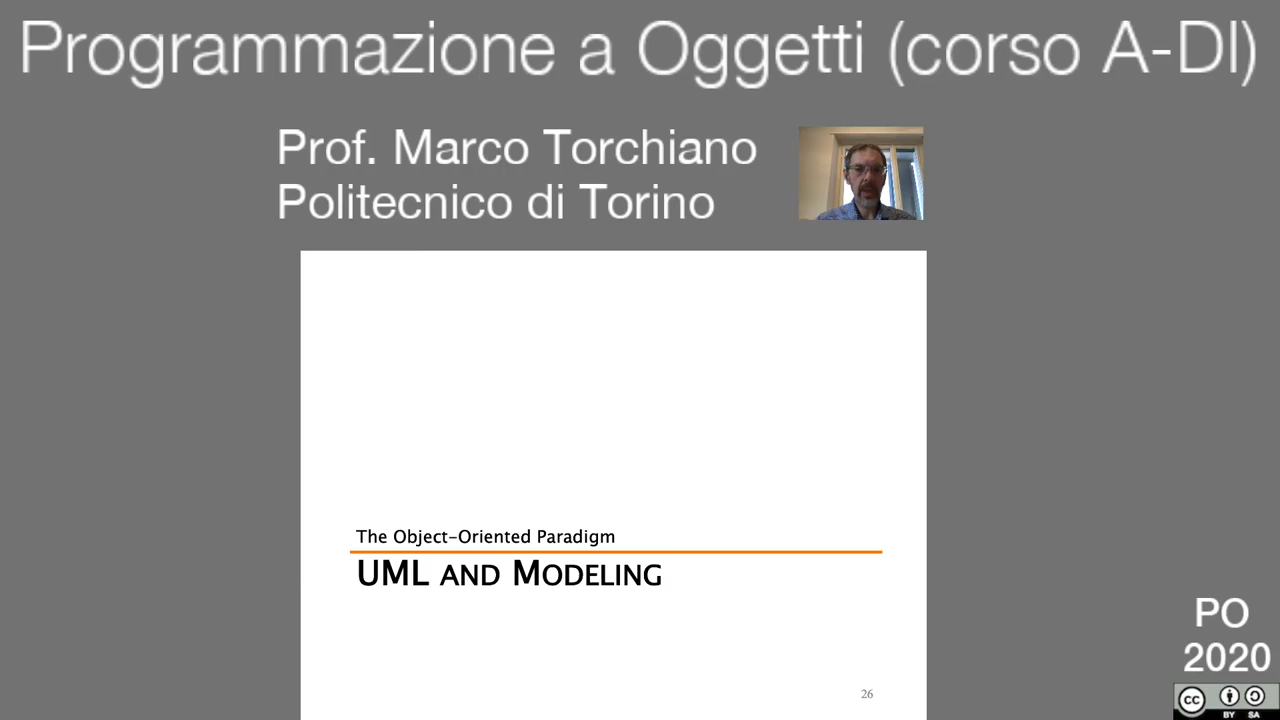 Programmazione a Oggetti (corso A-DI)
Prof. Marco Torchiano
Politecnico di Torino
The Object-Oriented Paradigm
UML AND MODELING
26
PO
2020
cc
BY SA